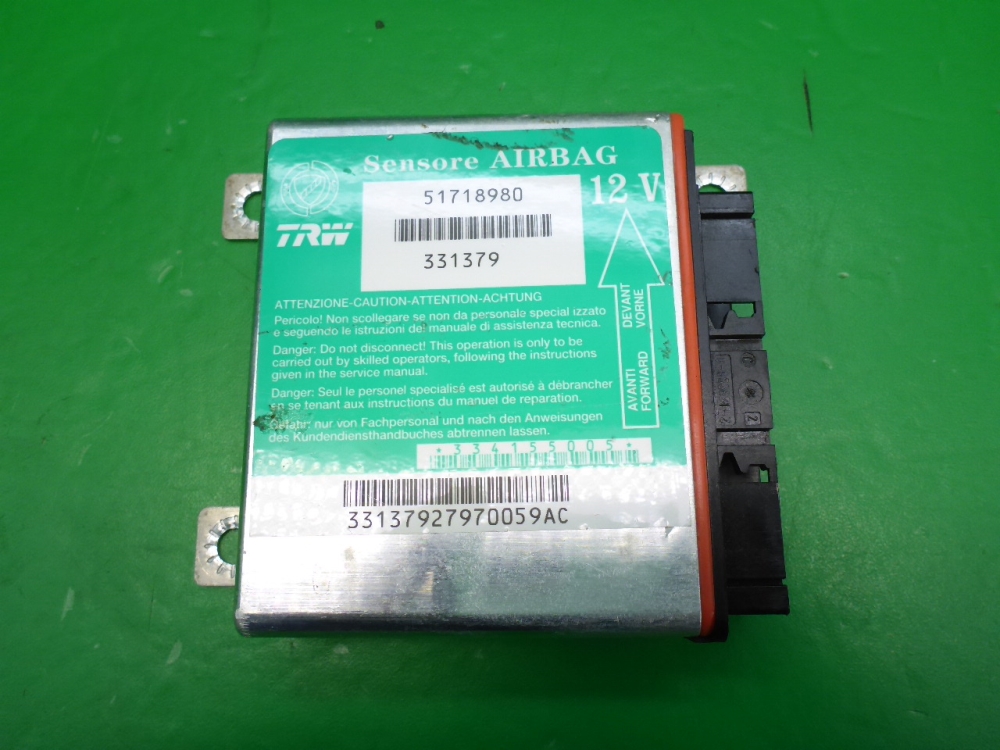 Sensore AIRBAG
51718980
12 V
TRW
331379
ATTENZIONE-CAUTION-ATTENTION-ACHTUNG
Pericolo! Non scollegare se non da personale special izzato
e seguendo le istruzioni del manuale di assistenza tecnica.
Danger: Do not disconnect! This operation is only to be
carried out by skilled operators, following the instructions
given in the service manual.
Danger: Seul le personel specialisé est autorisé à débrancher
en se tenant aux instructions du manuel de reparation.
Gefahr: nur von Fachpersonal und nach den Anweisungen
des Kundendiensthandbuches abtrennen lassen.
AVANTI DEVANT
FORWARD VORNE
*334155005*
33137927970059AC